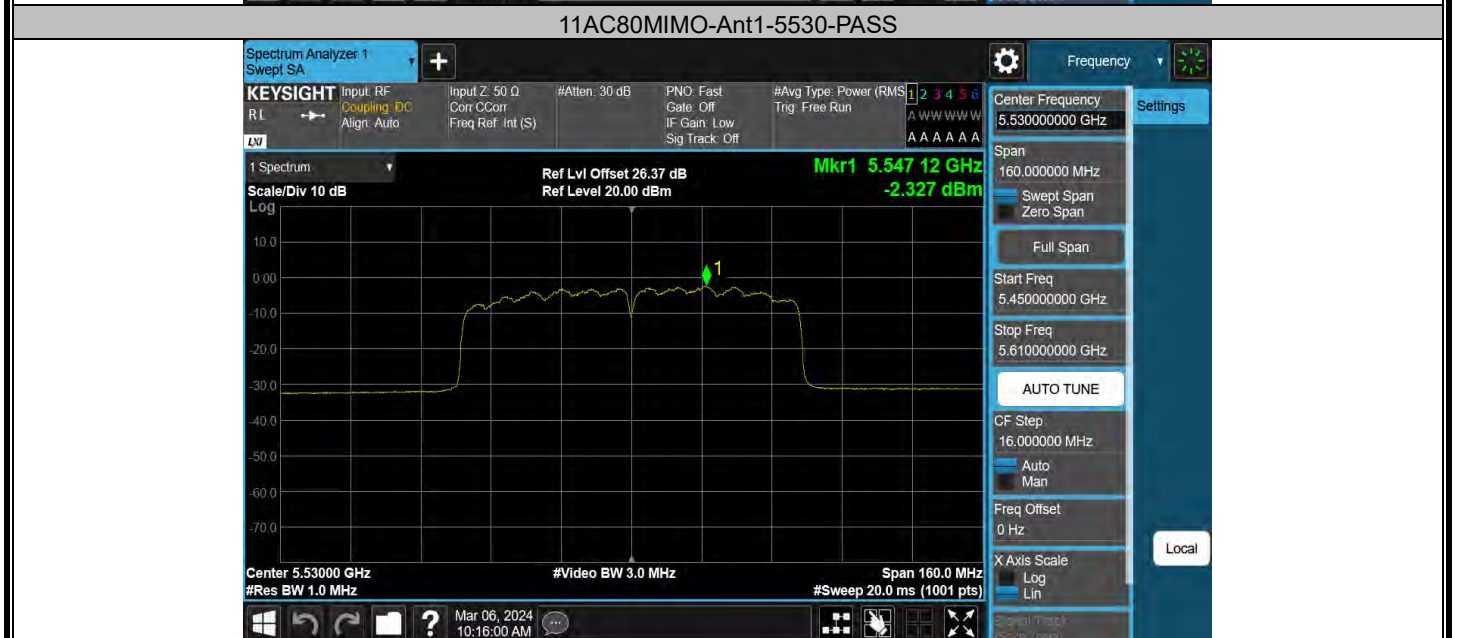 11AC80MIMO-Ant1-5530-PASS
Spectrum Analyzer 1
Swept SA
Frequency
KEYSIGHT
RL
LXI
Input: RF
Coupling: DC
Align: Auto
Input Z: 50 Ω
Corr CCorr
Freq Ref: Int (S)
#Atten: 30 dB
PNO: Fast
Gate: Off
IF Gain: Low
Sig Track: Off
#Avg Type: Power (RMS
Trig: Free Run
1 2 3 4 5 6
A W W W W W
A A A A A A
1 Spectrum
Scale/Div 10 dB
Log
Ref Lvl Offset 26.37 dB
Ref Level 20.00 dBm
Mkr1 5.547 12 GHz
-2.327 dBm
10.0
0.00
-10.0
-20.0
-30.0
-40.0
-50.0
-60.0
-70.0
1
Center 5.53000 GHz
#Res BW 1.0 MHz
#Video BW 3.0 MHz
Span 160.0 MHz
#Sweep 20.0 ms (1001 pts)
Center Frequency
5.530000000 GHz
Settings
Span
160.000000 MHz
Swept Span
Zero Span
Full Span
Start Freq
5.450000000 GHz
Stop Freq
5.610000000 GHz
AUTO TUNE
CF Step
16.000000 MHz
Auto
Man
Freq Offset
0 Hz
X Axis Scale
Log
Lin
Local
?
Mar 06, 2024
10:16:00 AM